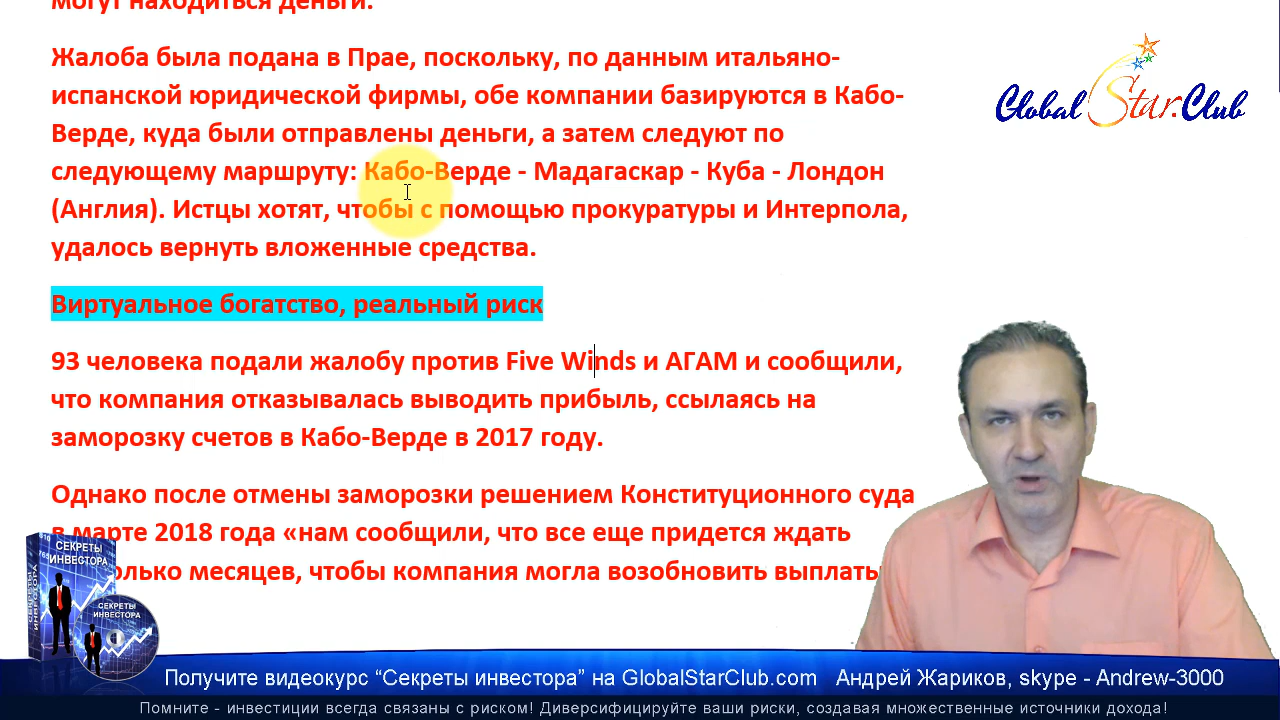 могут находиться деньги.
Жалоба была подана в Прае, поскольку, по данным итальяно-
испанской юридической фирмы, обе компании базируются в Кабо-
Верде, куда были отправлены деньги, а затем следуют по
следующему маршруту: Кабо-Верде - Мадагаскар - Куба - Лондон
(Англия). Истцы хотят, чтобы с помощью прокуратуры и Интерпола,
удалось вернуть вложенные средства.
Виртуальное богатство, реальный риск
93 человека подали жалобу против Five Winds и АГАМ и сообщили,
что компания отказывалась выводить прибыль, ссылаясь на
заморозку счетов в Кабо-Верде в 2017 году.
Однако после отмены заморозки решением Конституционного суда
в марте 2018 года «нам сообщили, что все еще придется ждать
месяцев, чтобы компания могла возобновить выплаты
Global Star.Club
СЕКРЕТЫ
ИНВЕСТОРА
СЕКРЕТЫ
ИНВЕСТОРА
Получите видеокурс “Секреты инвестора” на GlobalStarClub.com Андрей Жариков, skype - Andrew-3000
Помните - инвестиции всегда связаны с риском! Диверсифицируйте ваши риски, создавая множественные источники дохода!